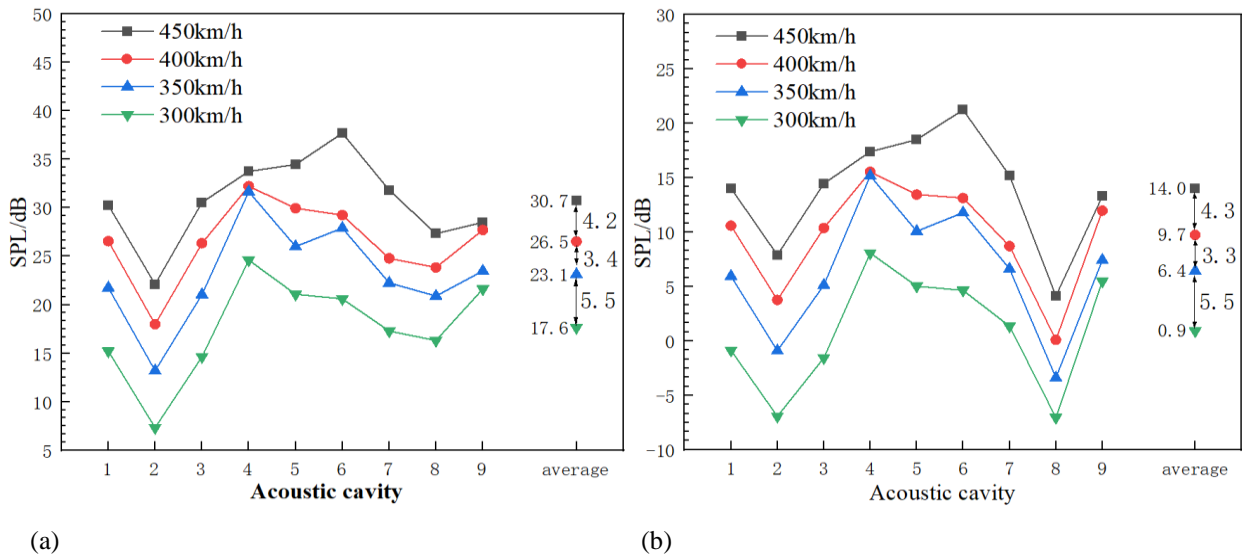 50
45
40
35
30
25
20
15
10
5
SPL/dB
450km/h
400km/h
350km/h
300km/h
30.7
4.2
26.5
3.4
23.1
5.5
17.6
1 2 3 4 5 6 7 8 9 average
Acoustic cavity
(a)
30
25
20
15
10
5
0
-5
-10
SPL/dB
450km/h
400km/h
350km/h
300km/h
14.0
4.3
9.7
3.3
6.4
5.5
0.9
1 2 3 4 5 6 7 8 9 average
Acoustic cavity
(b)